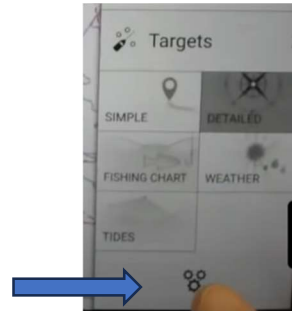 Targets
SIMPLE
DETAILED
FISHING CHART
WEATHER
TIDES